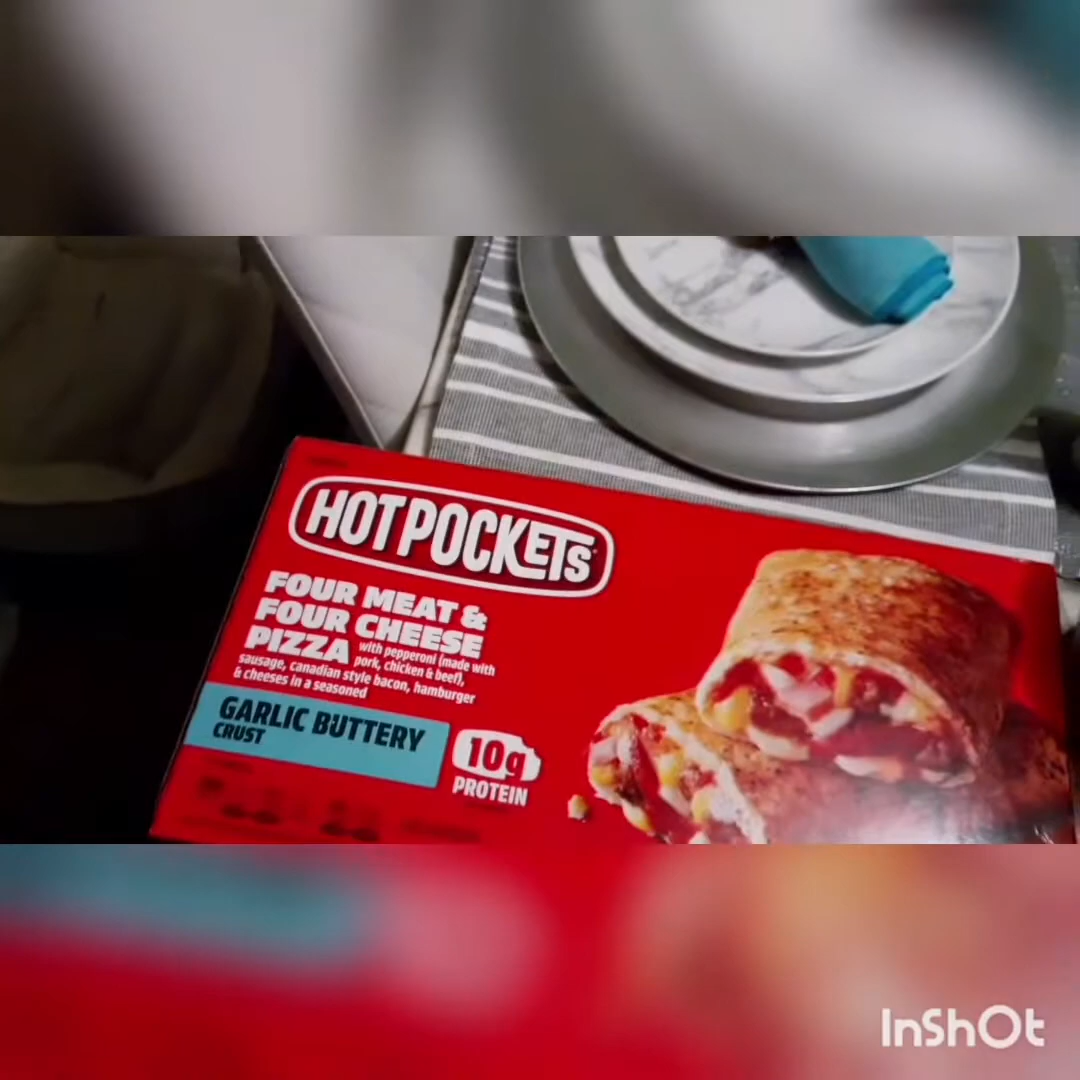 HOT POCKETS
FOUR MEAT &
FOUR CHEESE
PIZZA with pepperoni (made with
pork, chicken & beef),
sausage, canadian style bacon, hamburger
& cheeses in a seasoned
GARLIC BUTTERY
CRUST
10g
PROTEIN
InShOt